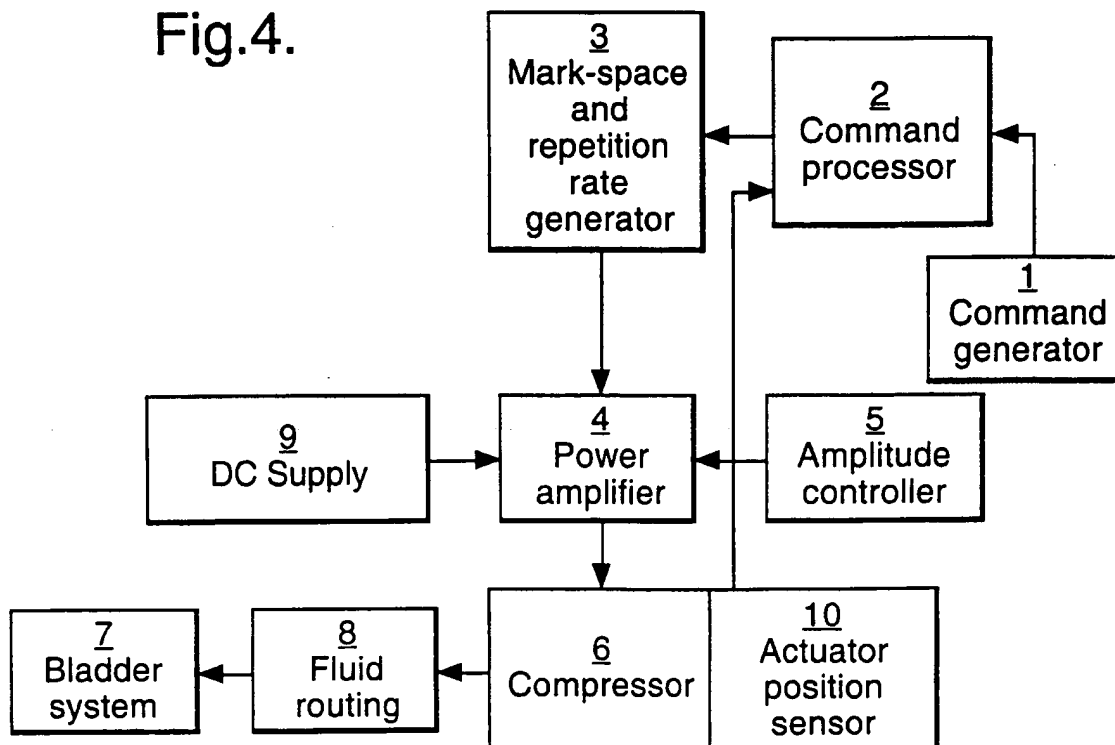 Fig.4.
3
Mark-space
and
repetition
rate
generator
2
Command
processor
1
Command
generator
9
DC Supply
4
Power
amplifier
5
Amplitude
controller
7
Bladder
system
8
Fluid
routing
6
Compressor
10
Actuator
position
sensor